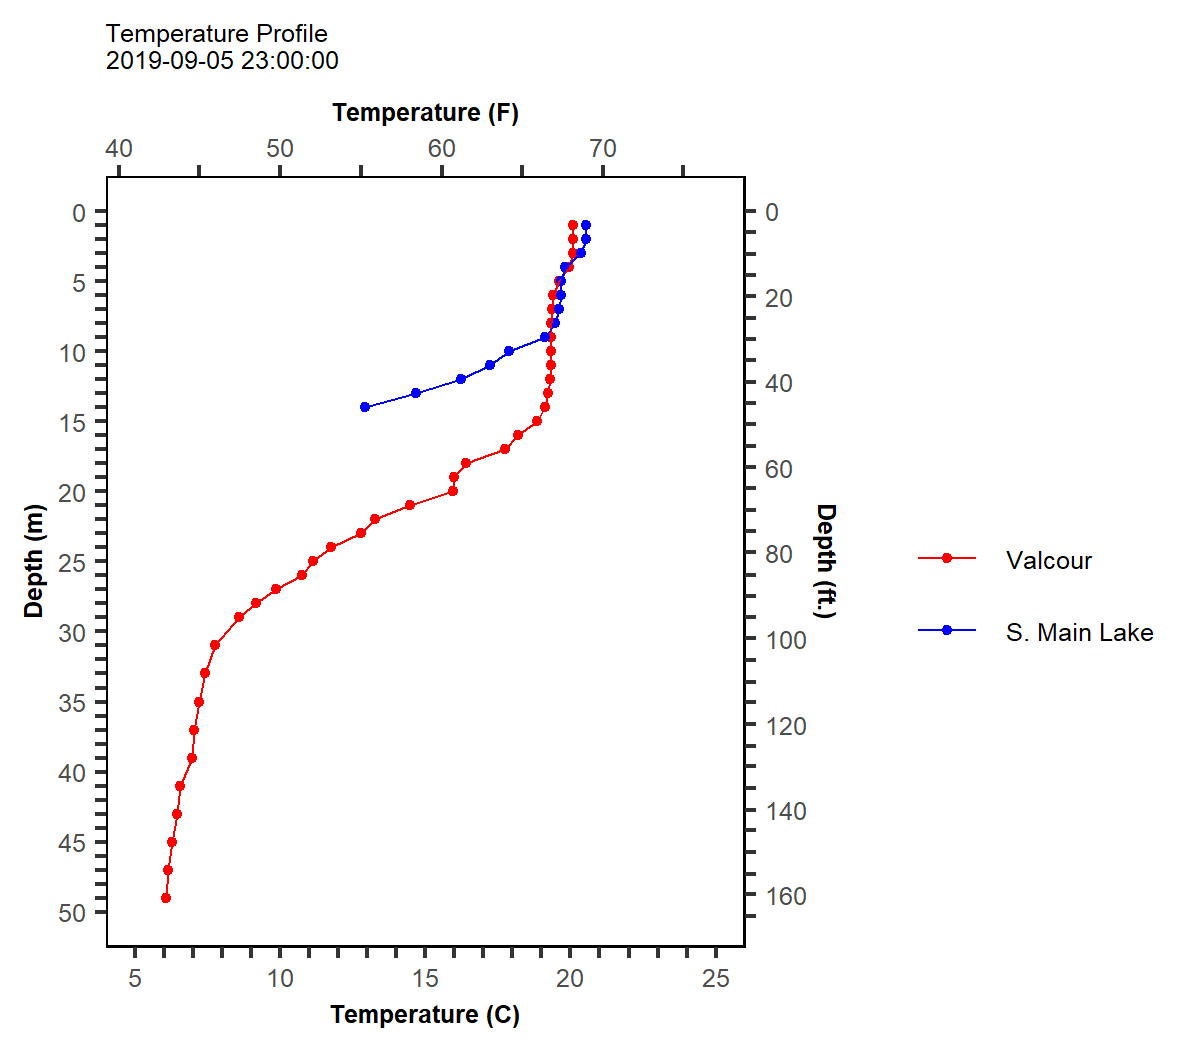 Temperature Profile
2019-09-05 23:00:00
Temperature (F)
40 50 60 70
0
5
10
15
20
25
30
35
40
45
50
Depth (m)
0
20
40
60
80
100
120
140
160
Depth (ft.)
Valcour
S. Main Lake
5 10 15 20 25
Temperature (C)